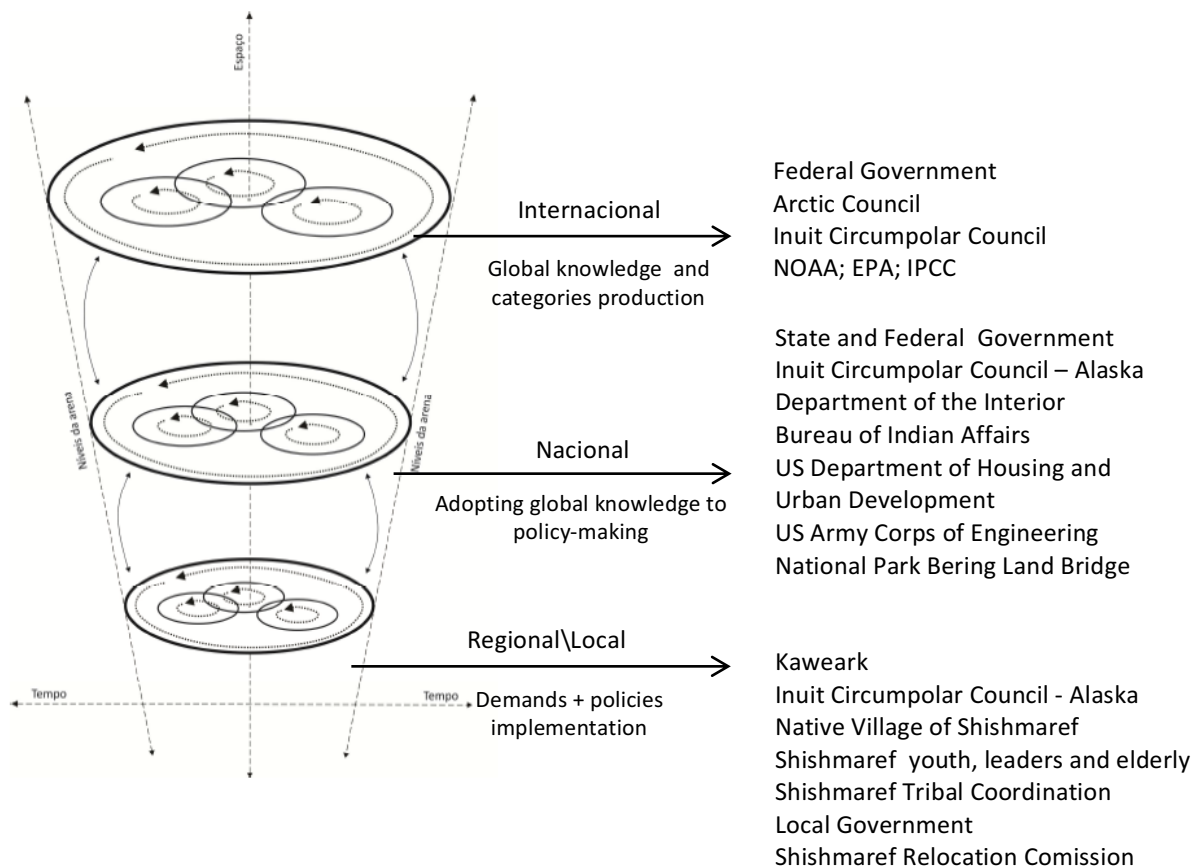 Espaço
Internacional
Global knowledge and
categories production
Federal Government
Arctic Council
Inuit Circumpolar Council
NOAA; EPA; IPCC
Níveis da arena
Níveis da arena
Nacional
Adopting global knowledge to
policy-making
State and Federal Government
Inuit Circumpolar Council – Alaska
Department of the Interior
Bureau of Indian Affairs
US Department of Housing and
Urban Development
US Army Corps of Engineering
National Park Bering Land Bridge
Regional\Local
Demands + policies
implementation
Tempo
Tempo
Kaweark
Inuit Circumpolar Council - Alaska
Native Village of Shishmaref
Shishmaref youth, leaders and elderly
Shishmaref Tribal Coordination
Local Government
Shishmaref Relocation Comission